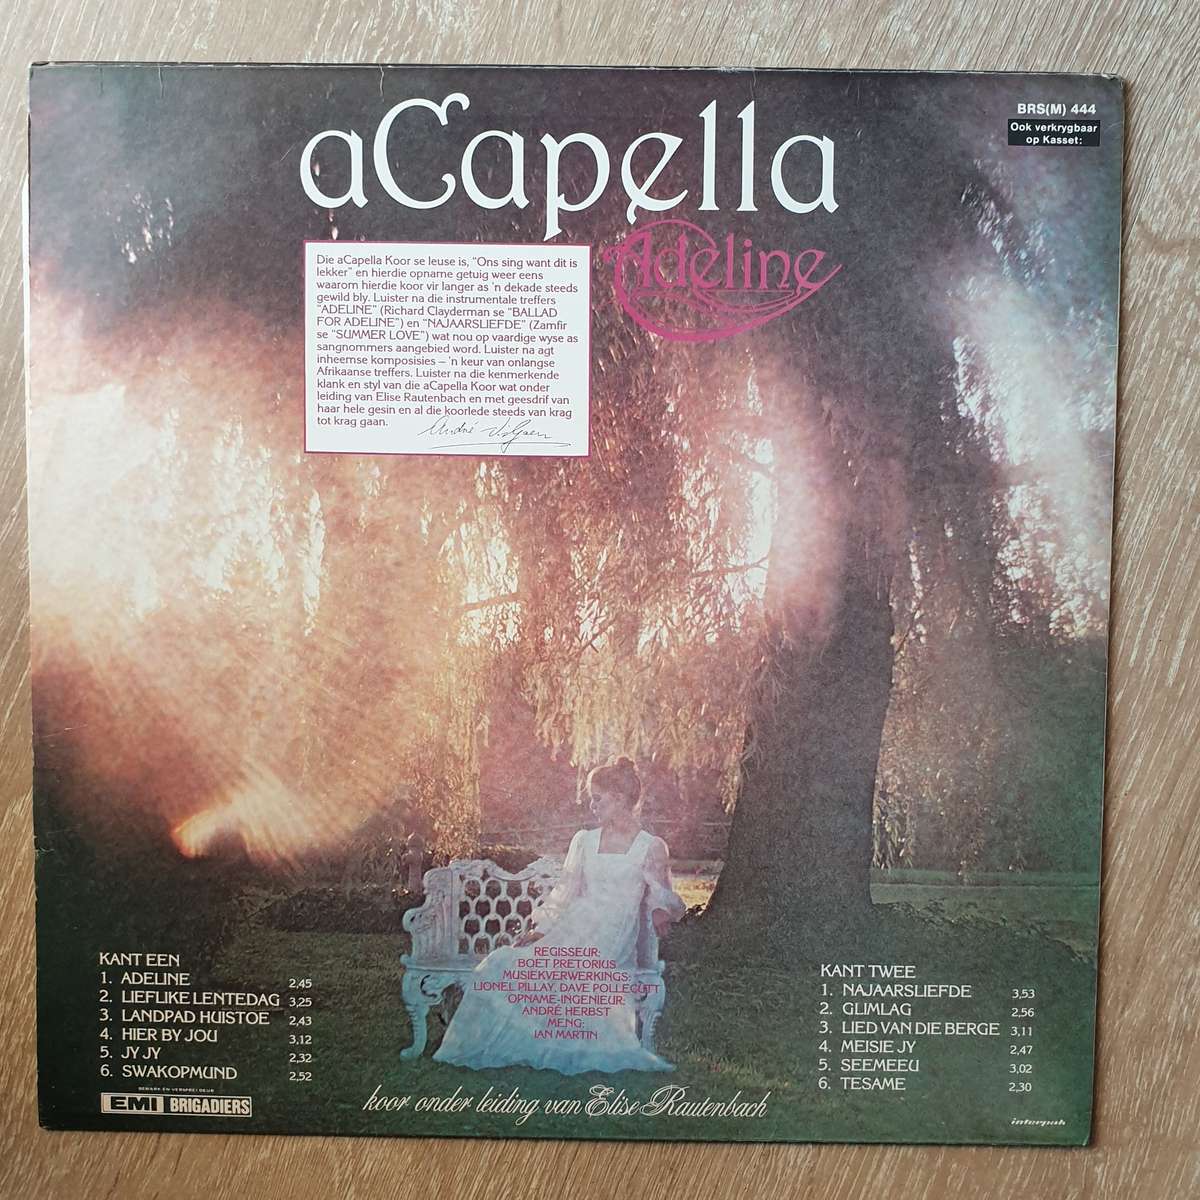 BRS(M) 444
Ook verkrygbaar
op Kasset:
aCapella
Adeline
Die aCapella Koor se leuse is, "Ons sing want dit is
lekker" en hierdie opname getuig weer eens
waarom hierdie koor vir langer as 'n dekade steeds
gewild bly. Luister na die instrumentale treffers
"ADELINE" (Richard Clayderman se "BALLAD
FOR ADELINE") en "NAJAARSLIEFDE" (Zamfir
se "SUMMER LOVE") wat nou op vaardige wyse as
sangnommers aangebied word. Luister na agt
inheemse komposisies – 'n keur van onlangse
Afrikaanse treffers. Luister na die kenmerkende
klank en styl van die aCapella Koor wat onder
leiding van Elise Rautenbach en met geesdrif van
haar hele gesin en al die koorlede steeds van krag
tot krag gaan.
André
KANT EEN
1. ADELINE 2,45
2. LIEFLIKE LENTEDAG 3,25
3. LANDPAD HUISTOE 2,43
4. HIER BY JOU 3,12
5. JY JY 2,32
6. SWAKOPMUND 2,52
REGISSEUR:
BOET PRETORIUS
MUSIEKVERWERKINGS:
LIONEL PILLAY, DAVE POLLECUTT
OPNAME-INGENIEUR:
ANDRÉ HERBST
MENG:
IAN MARTIN
KANT TWEE
1. NAJAARSLIEFDE 3,53
2. GLIMLAG 2,56
3. LIED VAN DIE BERGE 3,11
4. MEISIE JY 2,47
5. SEEMEEU 3,02
6. TESAME 2,30
BEMARK EN VERSPREI DEUR
EMI BRIGADIERS
koor onder leiding van Elise Rautenbach
interpak